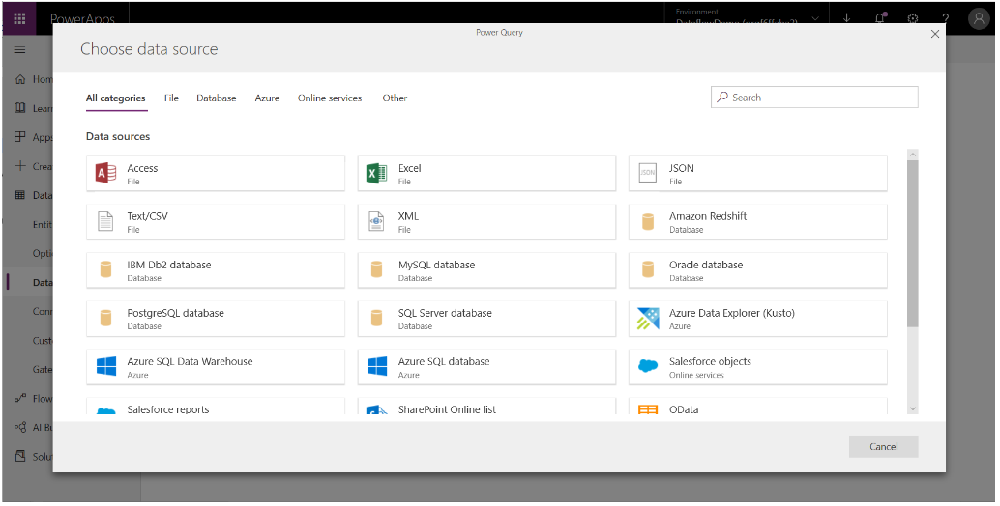 PowerApps
Environment
Power Query
Choose data source
All categories
File
Database
Azure
Online services
Other
Search
Data sources
Access
File
Excel
File
JSON
JSON
File
Text/CSV
File
XML
File
Amazon Redshift
Database
IBM Db2 database
Database
MySQL database
Database
Oracle database
Database
PostgreSQL database
Database
SQL Server database
Database
Azure Data Explorer (Kusto)
Azure
Azure SQL Data Warehouse
Azure
Azure SQL database
Azure
Salesforce objects
Online services
Salesforce reports
SharePoint Online list
OData
Cancel
Hom
Learn
Apps
Crea
Data
Entit
Optio
Data
Conn
Custo
Gate
Flow
AI Bu
Solut